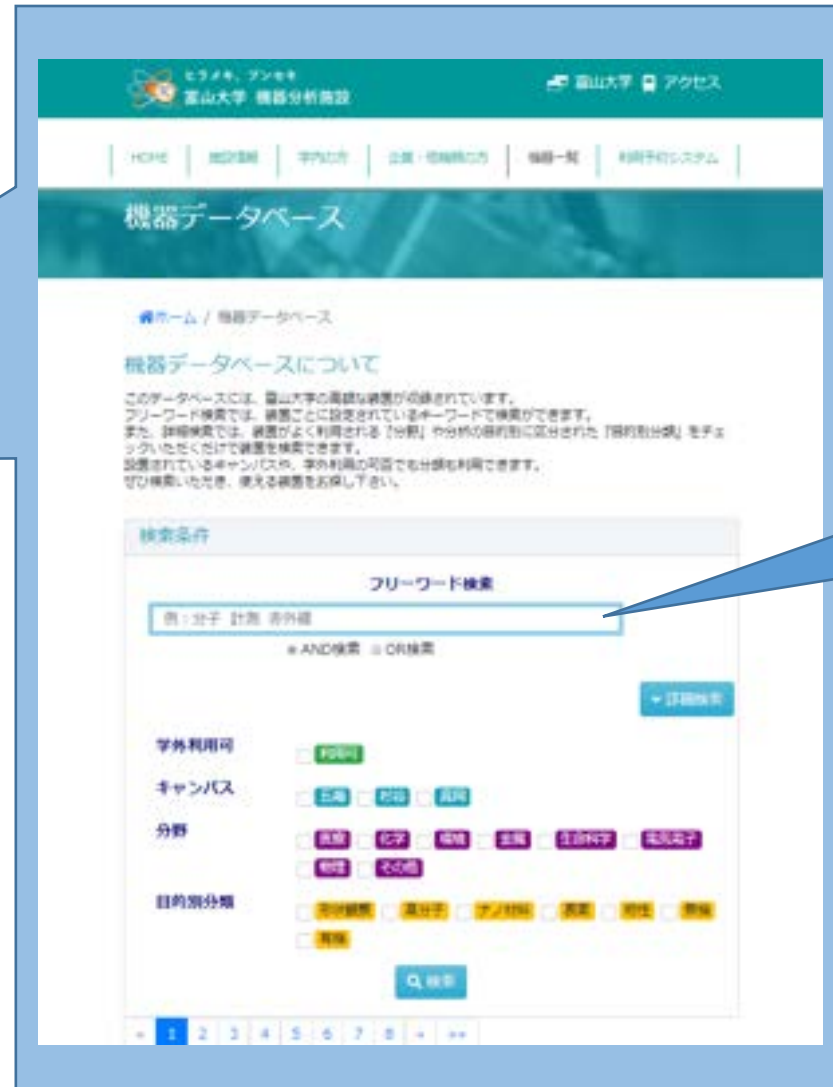 ヒラメキ、ブンセキ
富山大学 機器分析施設
富山大学 アクセス
HOME 施設情報 学内の方 企業・他機関の方 機器一覧 利用予約システム
機器データベース
ホーム / 機器データベース
機器データベースについて
このデータベースには、富山大学の高額な装置が収録されています。
フリーワード検索では、装置ごとに設定されているキーワードで検索ができます。
また、詳細検索では、装置がよく利用される『分野』や分析の目的別に区分された『目的別分類』をチェ
ックいただくだけで装置を検索できます。
設置されているキャンパスや、学外利用の可否でも分類も利用できます。
ぜひ検索いただき、使える装置をお探し下さい。
検索条件
フリーワード検索
例：分子 計測 赤外線
AND検索 OR検索
詳細検索
学外利用可
利用可
キャンパス
五福 杉谷 高岡
分野
医療 化学 機械 金属 生命科学 電気電子
物理 その他
目的別分類
形状観察 高分子 ナノ材料 表面 物性 無機
有機
検索
« 1 2 3 4 5 6 7 8 » »»